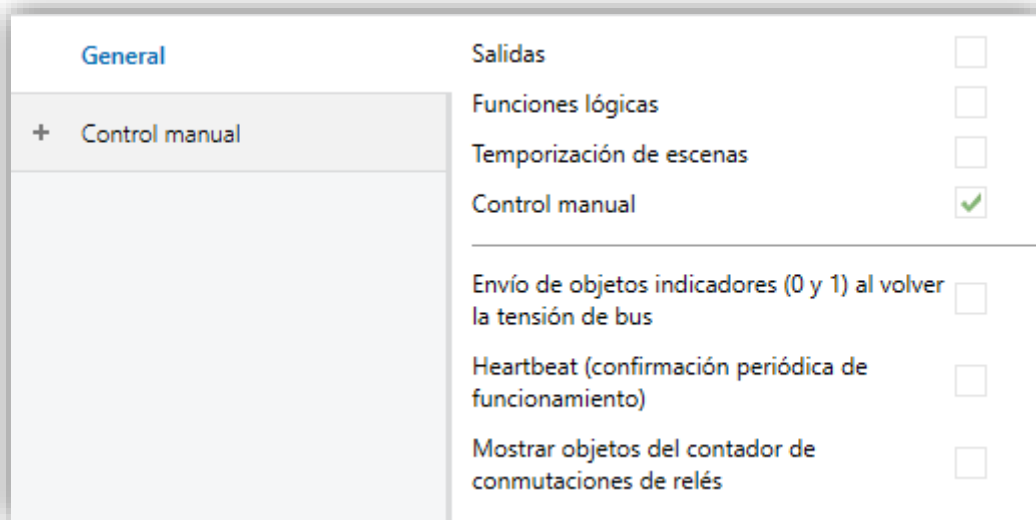 General
+ Control manual
Salidas
Funciones lógicas
Temporización de escenas
Control manual
Envío de objetos indicadores (0 y 1) al volver
la tensión de bus
Heartbeat (confirmación periódica de
funcionamiento)
Mostrar objetos del contador de
conmutaciones de relés